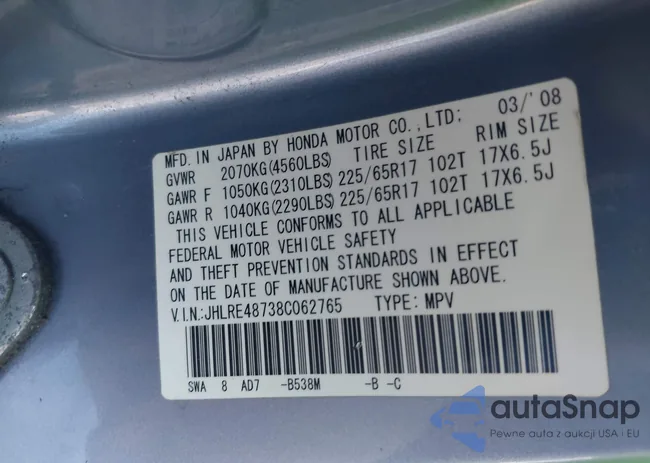 MFD. IN JAPAN BY HONDA MOTOR CO., LTD: 03/'08
GVWR 2070KG(4560LBS) TIRE SIZE RIM SIZE
GAWR F 1050KG(2310LBS) 225/65R17 102T 17X6.5J
GAWR R 1040KG(2290LBS) 225/65R17 102T 17X6.5J
THIS VEHICLE CONFORMS TO ALL APPLICABLE
FEDERAL MOTOR VEHICLE SAFETY
AND THEFT PREVENTION STANDARDS IN EFFECT
ON THE DATE OF MANUFACTURE SHOWN ABOVE.
V.I.N.:JHLRE48738C062765 TYPE: MPV
SWA 8 AD7 -B538M -B -C
autaSnap
Pewne auta z aukcji USA i EU